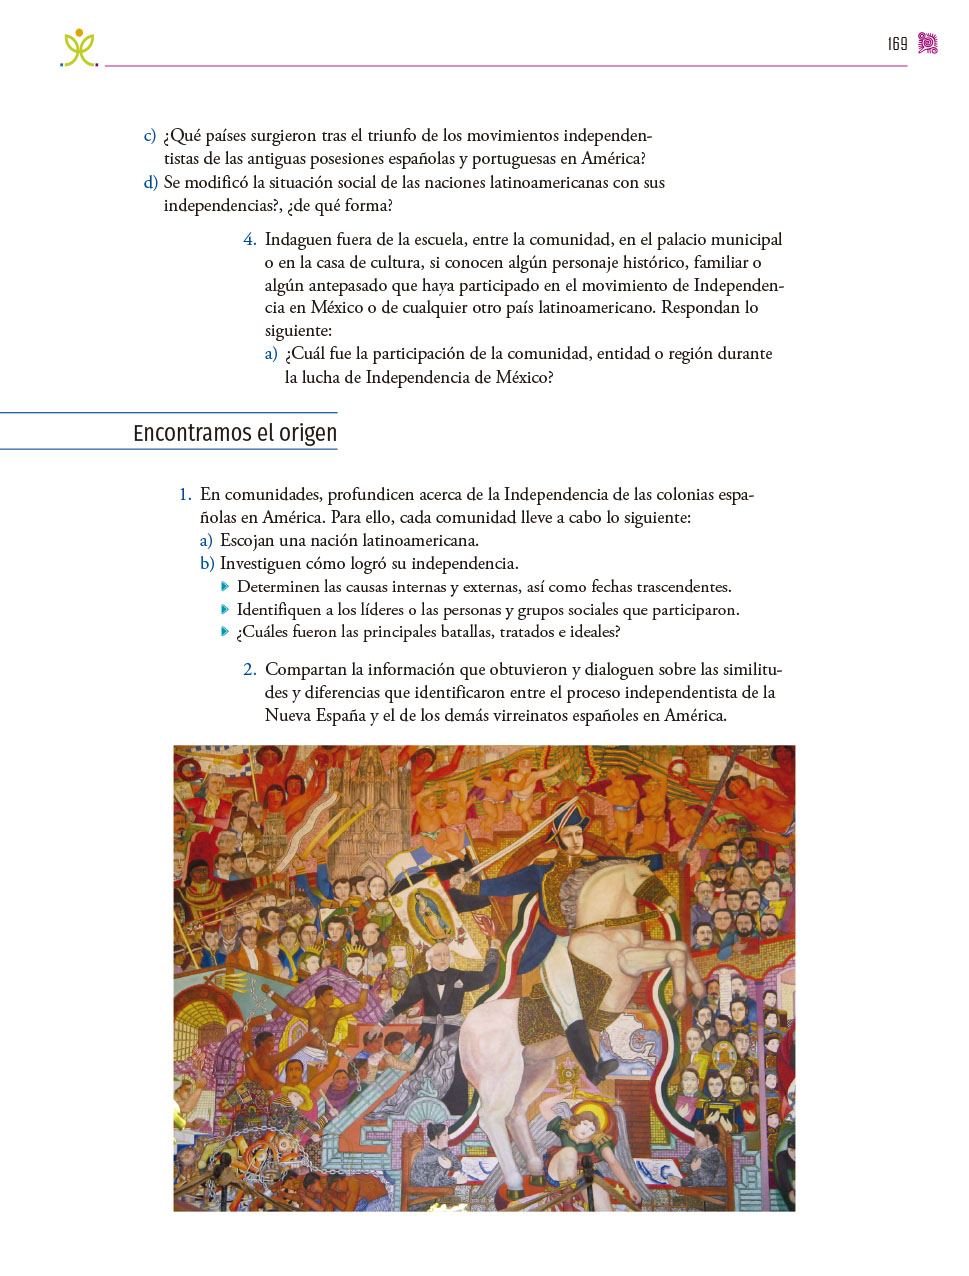 169
c) ¿Qué países surgieron tras el triunfo de los movimientos independen-
tistas de las antiguas posesiones españolas y portuguesas en América?
d) Se modificó la situación social de las naciones latinoamericanas con sus
independencias?, ¿de qué forma?
4. Indaguen fuera de la escuela, entre la comunidad, en el palacio municipal
o en la casa de cultura, si conocen algún personaje histórico, familiar o
algún antepasado que haya participado en el movimiento de Independen-
cia en México o de cualquier otro país latinoamericano. Respondan lo
siguiente:
a) ¿Cuál fue la participación de la comunidad, entidad o región durante
la lucha de Independencia de México?
Encontramos el origen
1. En comunidades, profundicen acerca de la Independencia de las colonias espa-
ñolas en América. Para ello, cada comunidad lleve a cabo lo siguiente:
a) Escojan una nación latinoamericana.
b) Investiguen cómo logró su independencia.
Determinen las causas internas y externas, así como fechas trascendentes.
Identifiquen a los líderes o las personas y grupos sociales que participaron.
¿Cuáles fueron las principales batallas, tratados e ideales?
2. Compartan la información que obtuvieron y dialoguen sobre las similitu-
des y diferencias que identificaron entre el proceso independentista de la
Nueva España y el de los demás virreinatos españoles en América.